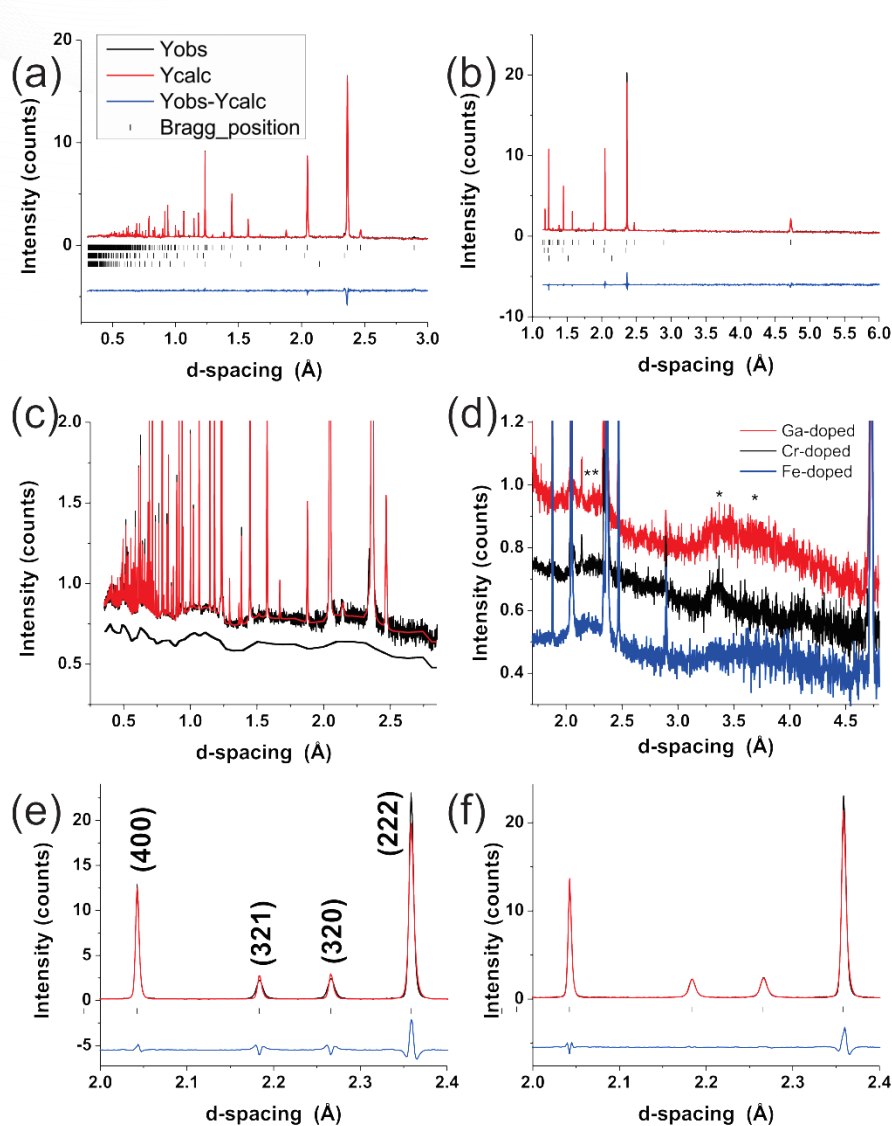 (a)
20
10
0
Intensity (counts)
Yobs
Ycalc
Yobs-Ycalc
Bragg_position
0.5 1.0 1.5 2.0 2.5 3.0
d-spacing (Å)
(b)
20
10
0
-10
Intensity (counts)
1.0 1.5 2.0 2.5 3.0 3.5 4.0 4.5 5.0 5.5 6.0
d-spacing (Å)
(c)
2.0
1.5
1.0
0.5
Intensity (counts)
0.5 1.0 1.5 2.0 2.5
d-spacing (Å)
(d)
1.2
1.0
0.8
0.6
0.4
Intensity (counts)
Ga-doped
Cr-doped
Fe-doped
** * *
2.0 2.5 3.0 3.5 4.0 4.5
d-spacing (Å)
(e)
20
15
10
5
0
-5
Intensity (counts)
(400)
(321)
(320)
(222)
2.0 2.1 2.2 2.3 2.4
d-spacing (Å)
(f)
20
10
0
Intensity (counts)
2.0 2.1 2.2 2.3 2.4
d-spacing (Å)